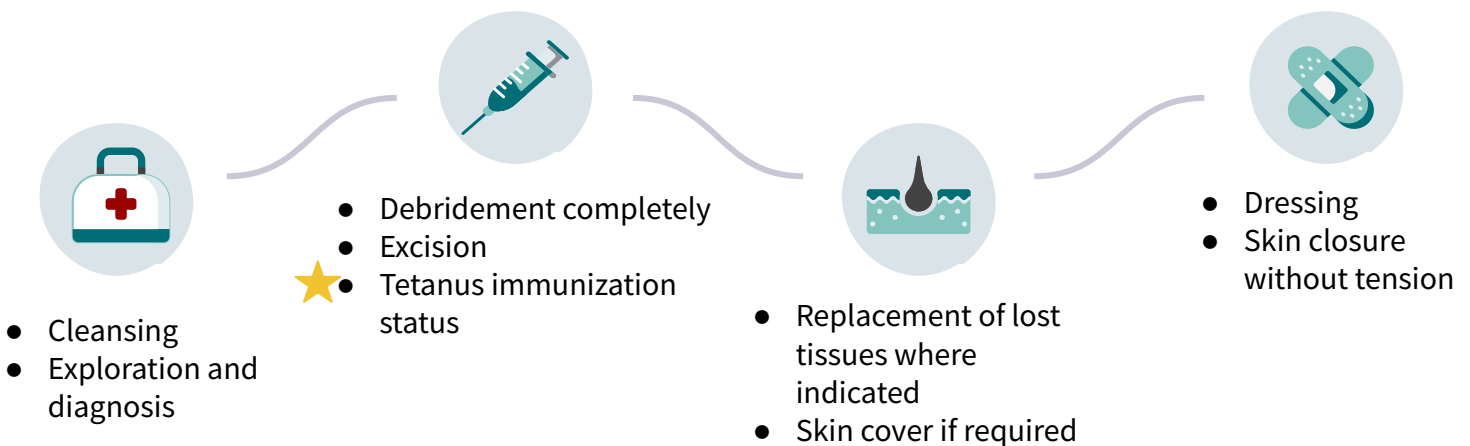 ● Cleansing
● Exploration and
diagnosis
● Debridement completely
● Excision
● Tetanus immunization
status
● Replacement of lost
tissues where
indicated
● Skin cover if required
● Dressing
● Skin closure
without tension